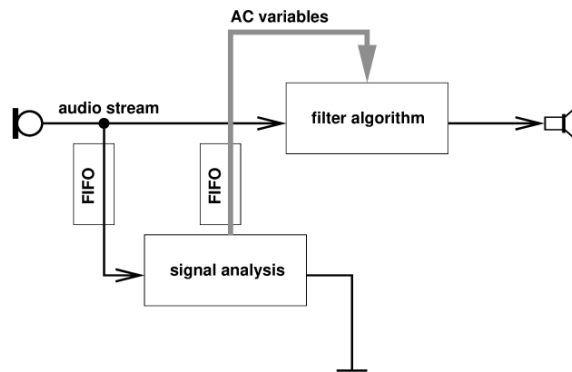 AC variables
audio stream
filter algorithm
FIFO
FIFO
signal analysis